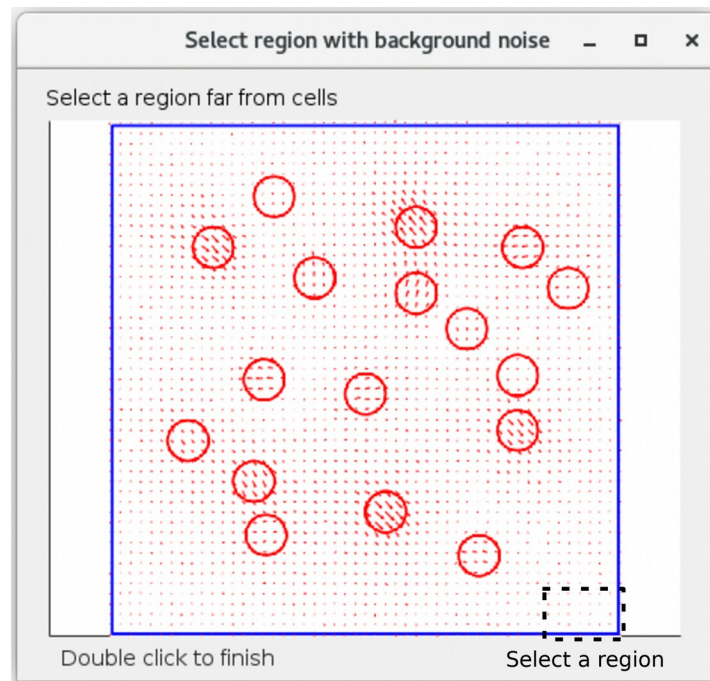 Select region with background noise
Select a region far from cells
Double click to finish
Select a region